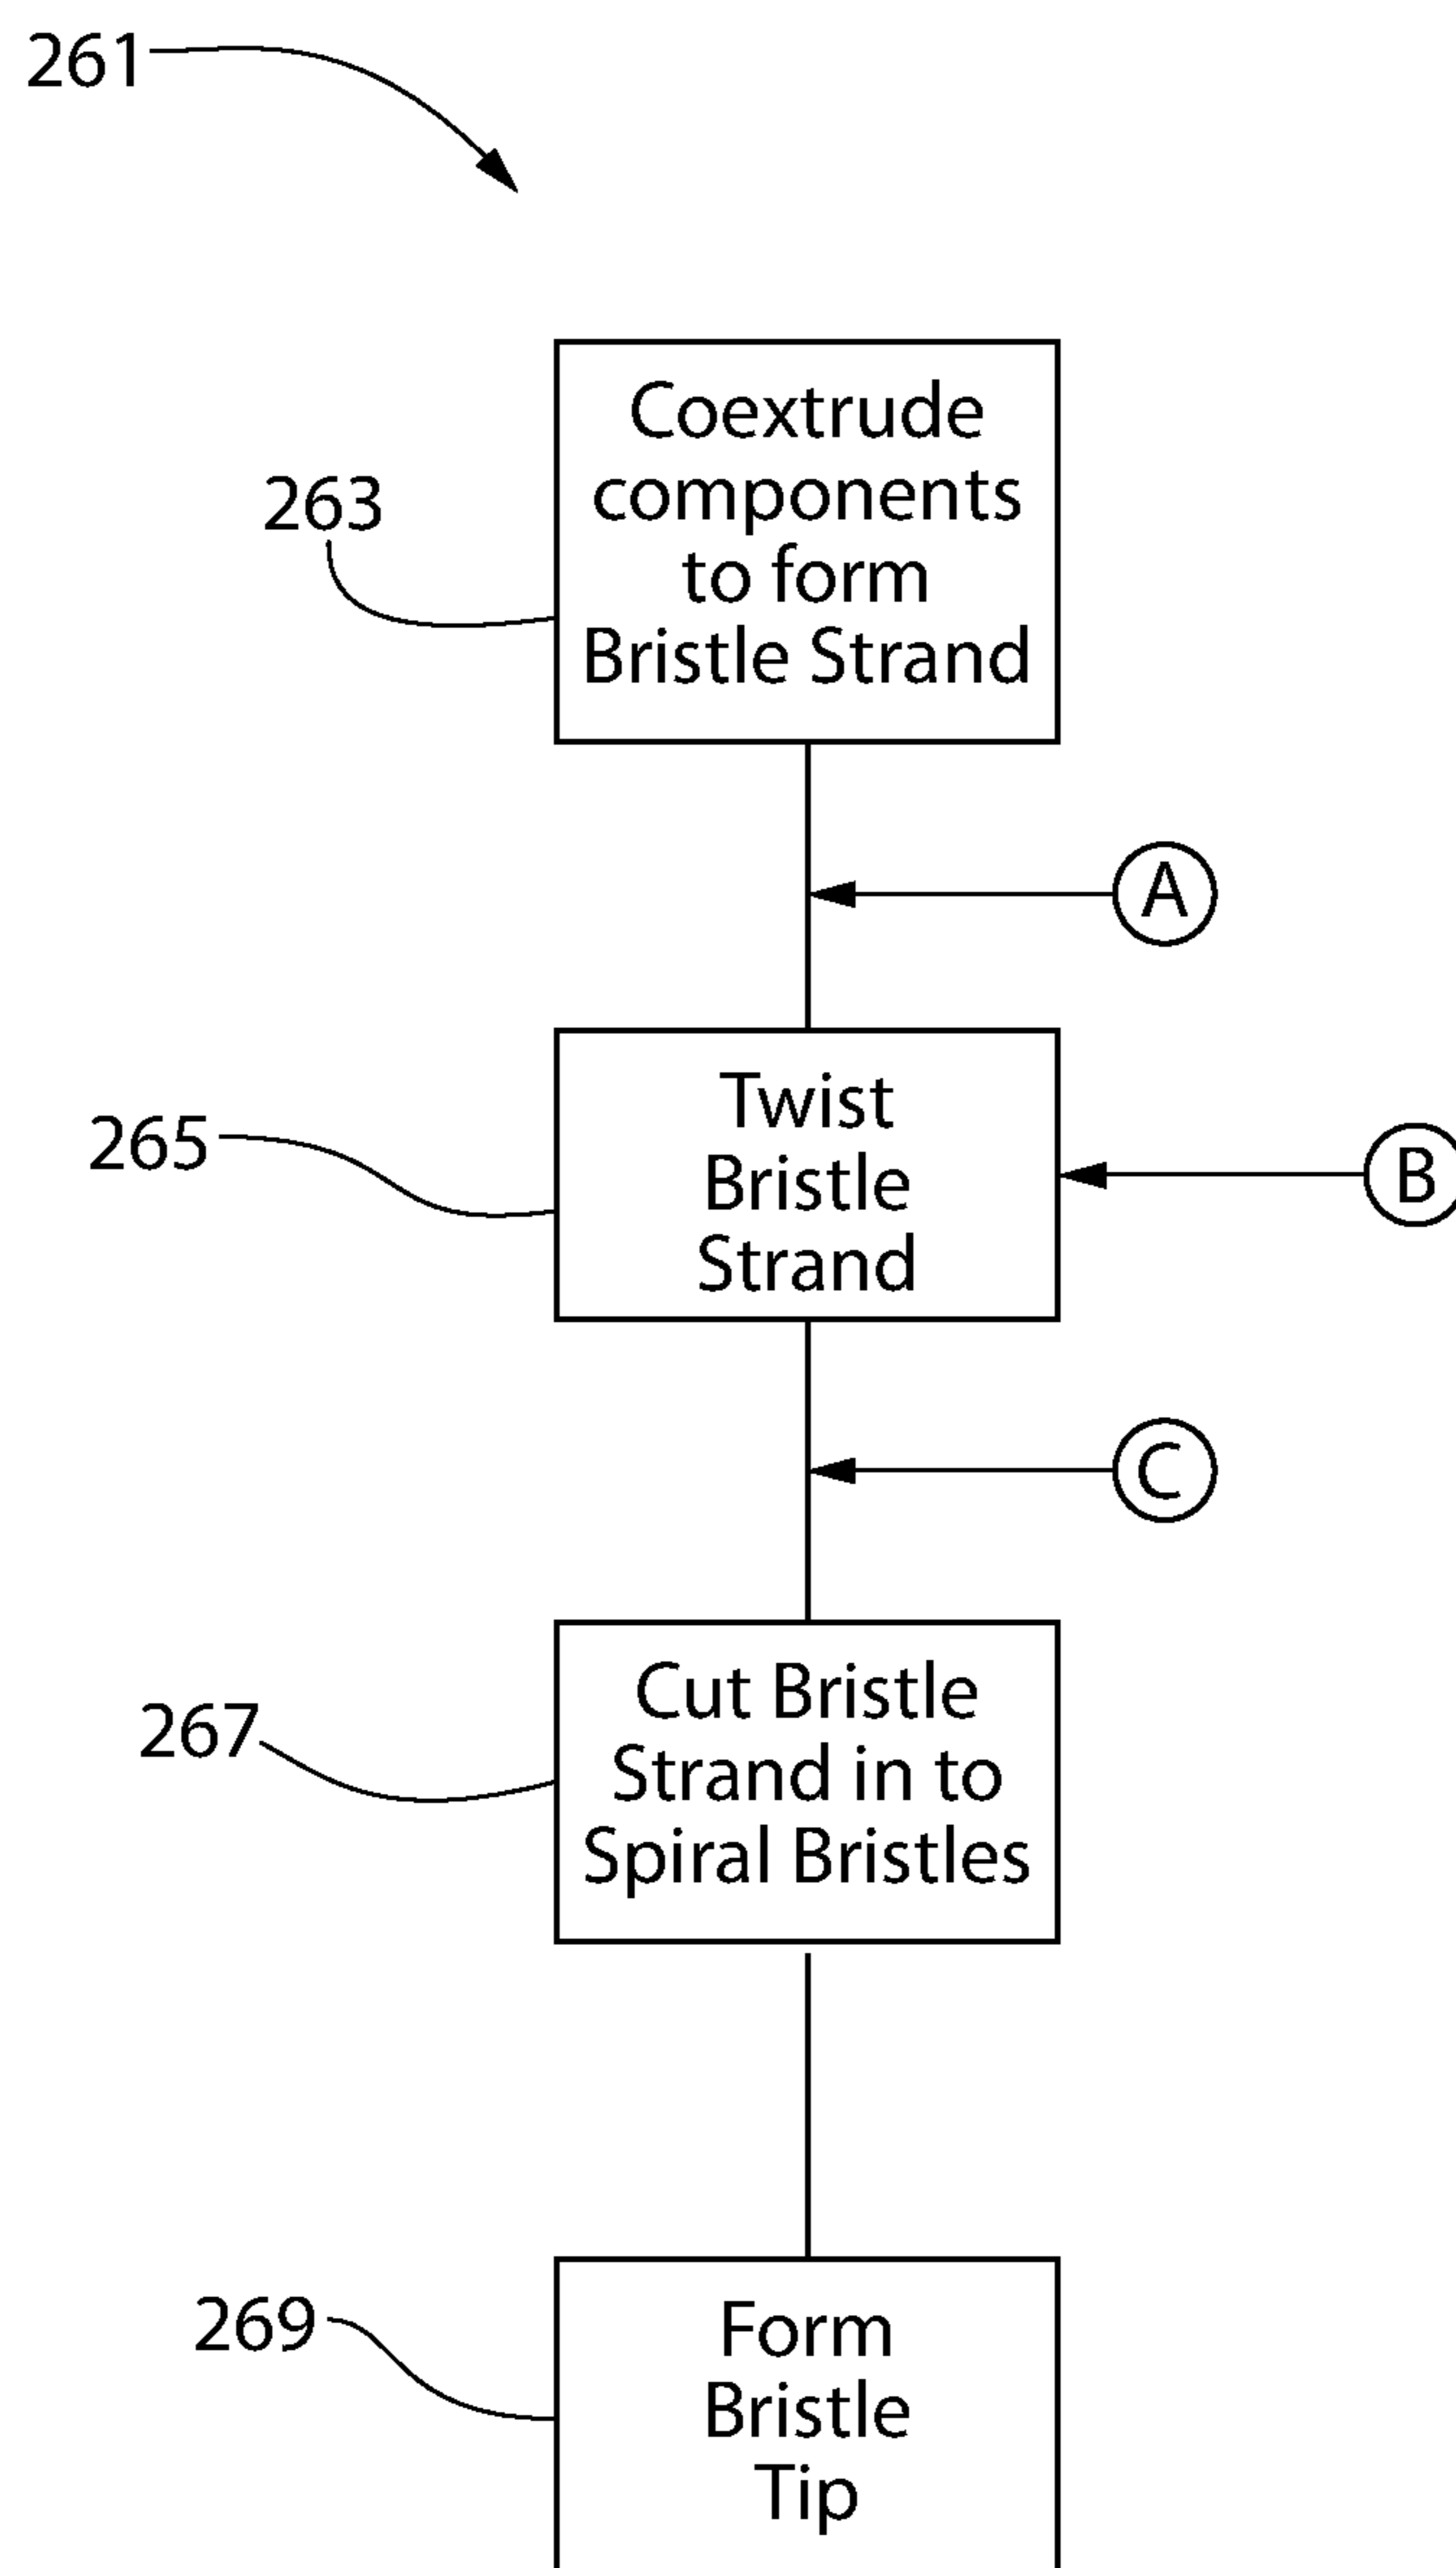 261
Coextrude
components
to form
Bristle Strand
263
A
Twist
Bristle
Strand
265
B
C
Cut Bristle
Strand in to
Spiral Bristles
267
Form
Bristle
Tip
269